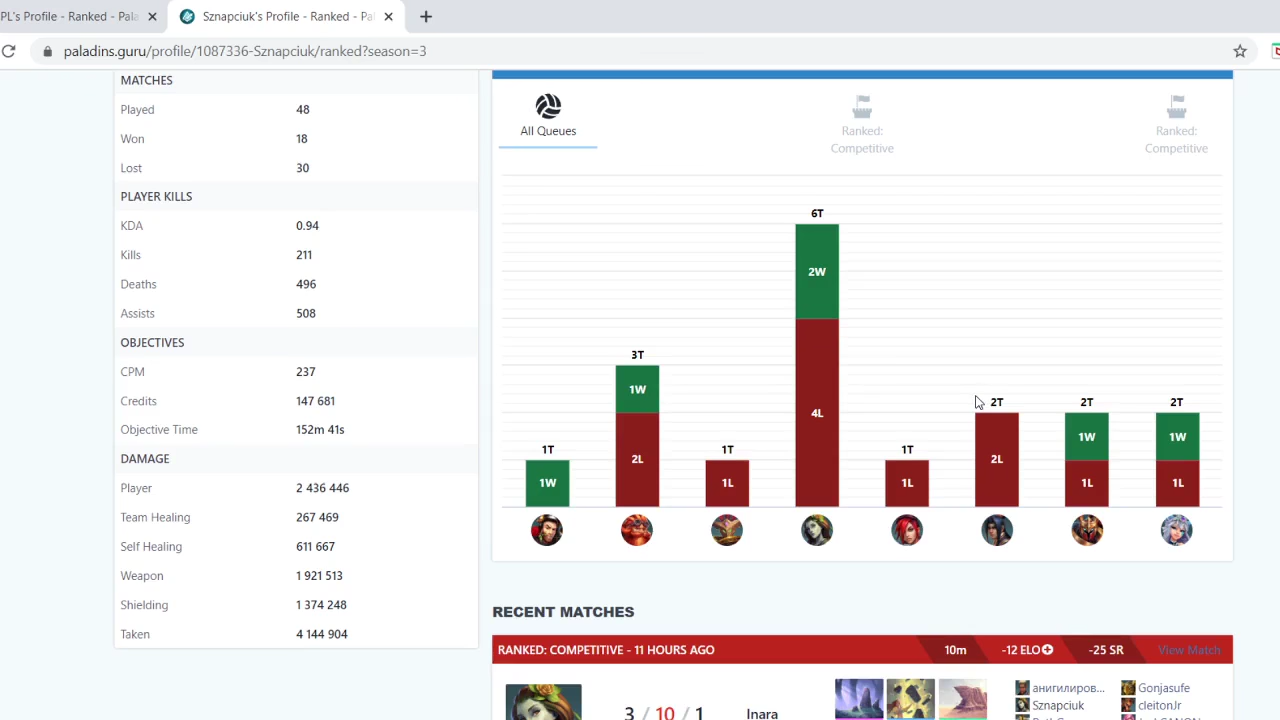 PL's Profile - Ranked - Pala
Sznapciuk's Profile - Ranked - Pal
paladins.guru/profile/1087336-Sznapciuk/ranked?season=3
MATCHES
Played 48
Won 18
Lost 30
PLAYER KILLS
KDA 0.94
Kills 211
Deaths 496
Assists 508
OBJECTIVES
CPM 237
Credits 147 681
Objective Time 152m 41s
DAMAGE
Player 2 436 446
Team Healing 267 469
Self Healing 611 667
Weapon 1 921 513
Shielding 1 374 248
Taken 4 144 904
All Queues
Ranked:
Competitive
Ranked:
Competitive
1T
1W
3T
1W
2L
1T
1L
6T
2W
4L
1T
1L
2T
2L
2T
1W
1L
2T
1W
1L
RECENT MATCHES
RANKED: COMPETITIVE - 11 HOURS AGO 10m -12 ELO -25 SR View Match
3 / 10 / 1 Inara
анигилиров... Gonjasufe
Sznapciuk cleitonJr